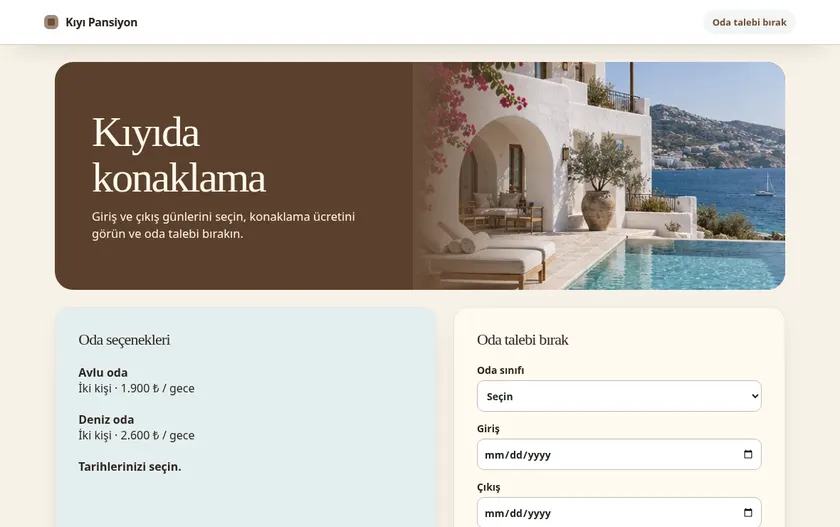 Kıyı Pansiyon
Oda talebi bırak
Kıyıda
konaklama
Giriş ve çıkış günlerini seçin, konaklama ücretini
görün ve oda talebi bırakın.
Oda seçenekleri
Avlu oda
İki kişi · 1.900 ₺ / gece
Deniz oda
İki kişi · 2.600 ₺ / gece
Tarihlerinizi seçin.
Oda talebi bırak
Oda sınıfı
Seçin
Giriş
mm/dd/yyyy
Çıkış
mm/dd/yyyy